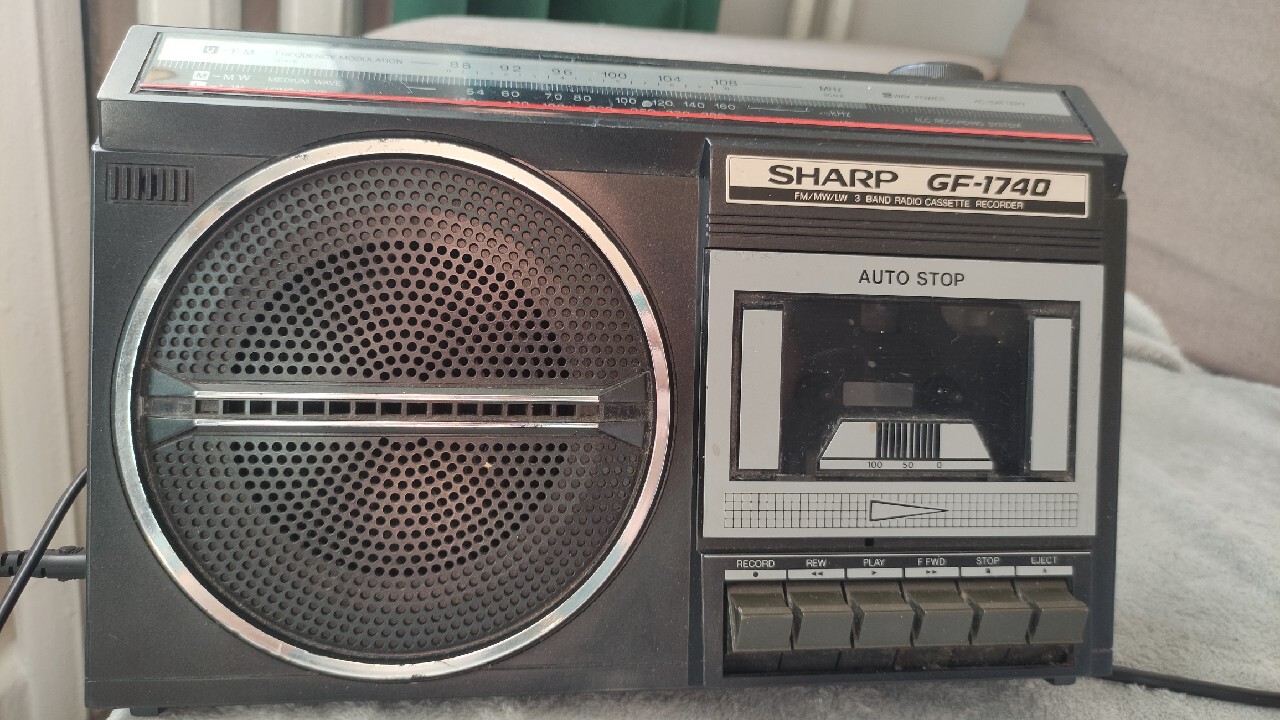 U - FM FREQUENCY MODULATION 88 92 96 100 104 108 MHz
M - MW MEDIUM WAVE 54 60 70 80 100 120 140 160 kHz
ALC RECORDING SYSTEM
SHARP GF-1740
FM/MW/LW 3 BAND RADIO CASSETTE RECORDER
AUTO STOP
100 50 0
RECORD REW PLAY F FWD STOP EJECT